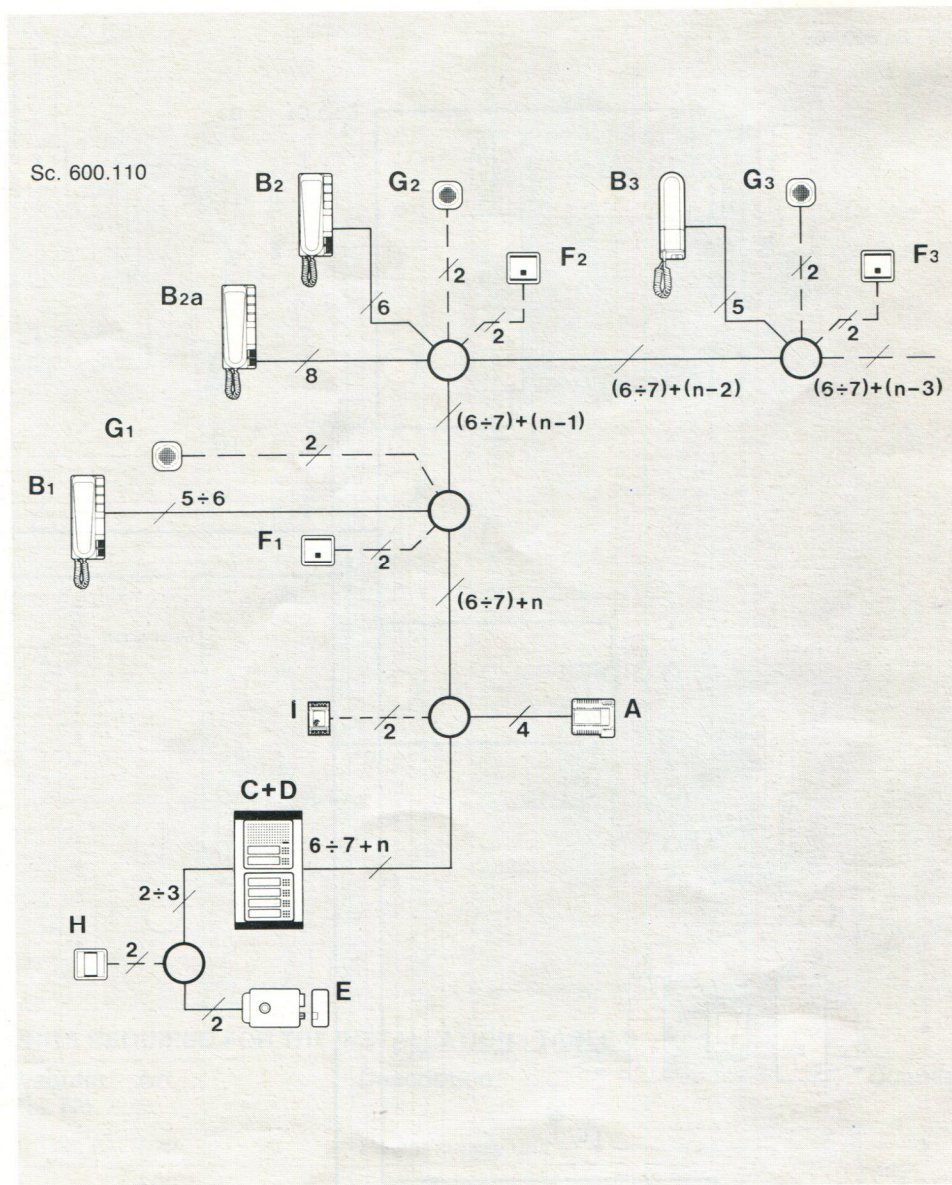 Sc. 600.110
B2
G2
B3
G3
F2
F3
2
2
B2a
6
5
2
2
8
(6÷7)+(n-2)
(6÷7)+(n-3)
(6÷7)+(n-1)
G1
2
B1
5÷6
F1
2
(6÷7)+n
I
2
4
A
C+D
6÷7+n
2÷3
H
2
E
2